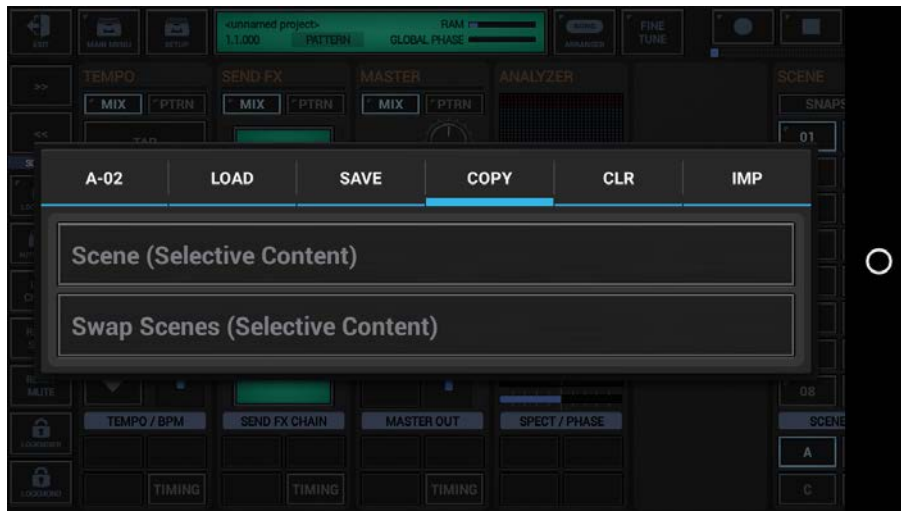 <unnamed project> RAM
1.1.000 PATTERN GLOBAL PHASE
EXIT MAIN MENU SETUP ARRANGER FINE TUNE
>> TEMPO SEND FX MASTER ANALYZER SCENE
MIX PTRN MIX PTRN MIX PTRN SNAPS
<< TAP 01
A-02 LOAD SAVE COPY CLR IMP
Scene (Selective Content)
Swap Scenes (Selective Content)
MUTE 08
TEMPO / BPM SEND FX CHAIN MASTER OUT SPECT / PHASE SCENE
A
TIMING TIMING TIMING C